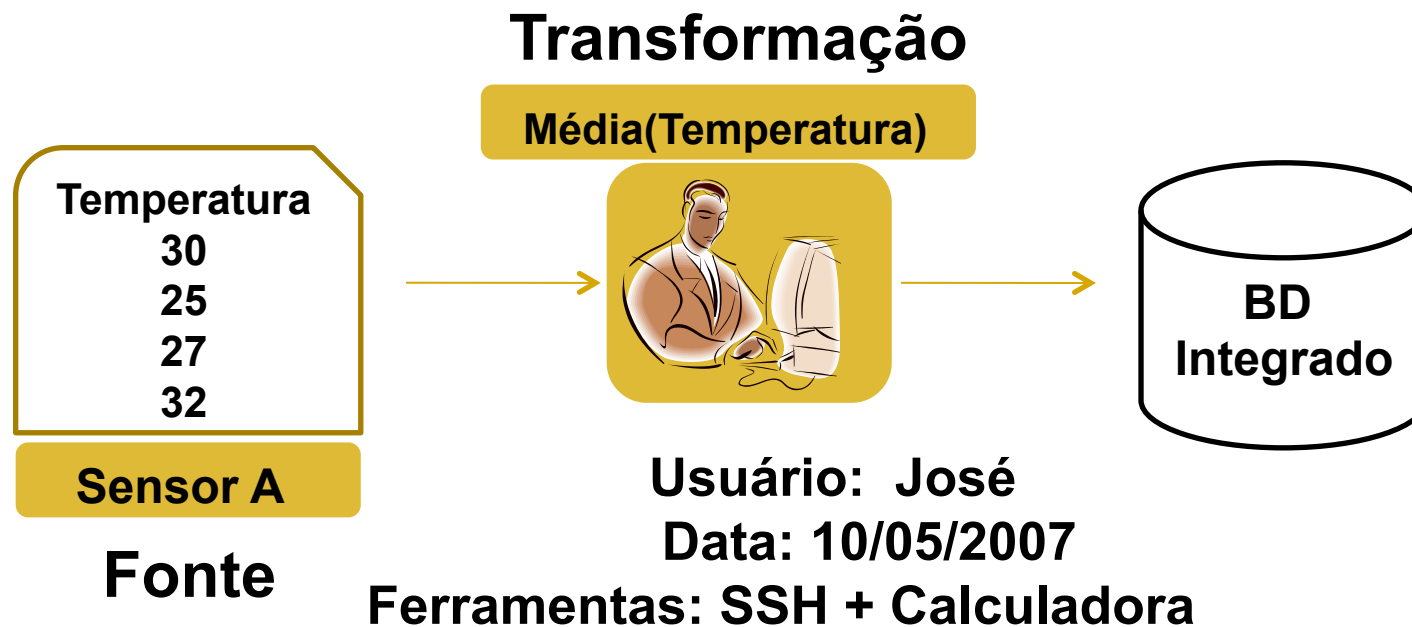 Transformação
Média(Temperatura)
Temperatura
30
25
27
32
Sensor A
Fonte
BD
Integrado
Usuário: José
Data: 10/05/2007
Ferramentas: SSH + Calculadora